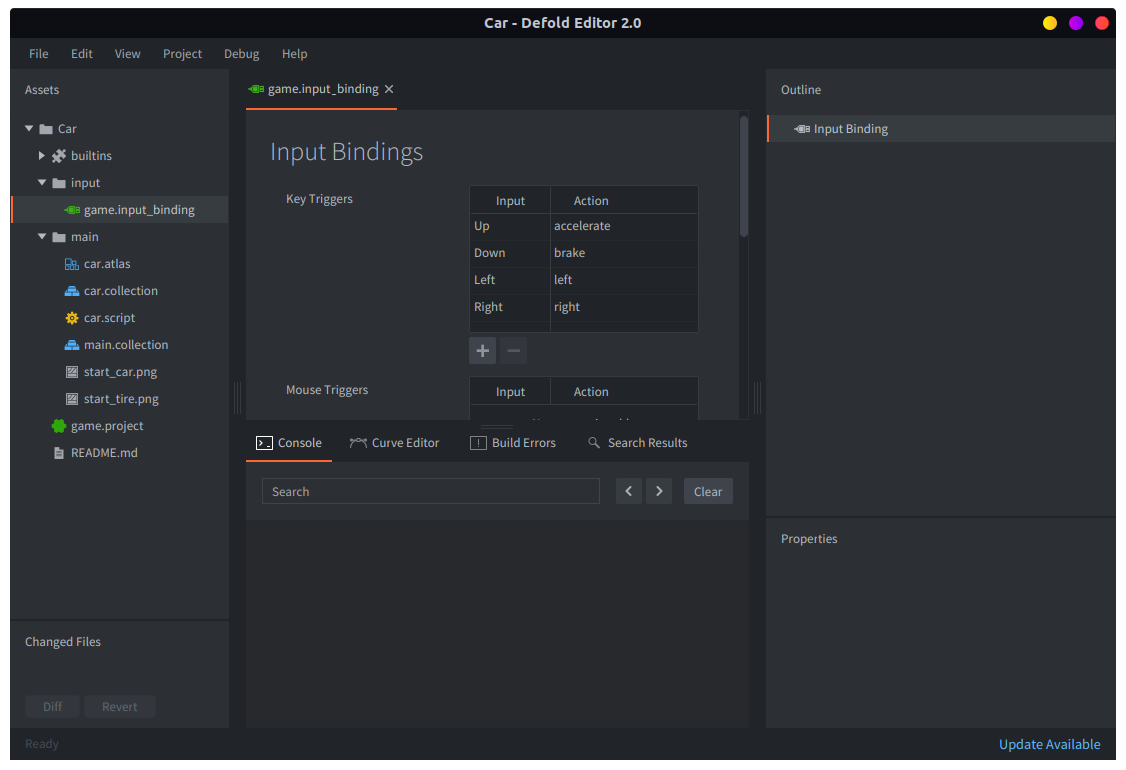 Car - Defold Editor 2.0
File Edit View Project Debug Help
Assets
Car
builtins
input
game.input_binding
main
car.atlas
car.collection
car.script
main.collection
start_car.png
start_tire.png
game.project
README.md
Changed Files
Diff Revert
Ready
game.input_binding
Input Bindings
Key Triggers
Input Action
Up accelerate
Down brake
Left left
Right right
Mouse Triggers
Input Action
Console Curve Editor Build Errors Search Results
Search
Clear
Outline
Input Binding
Properties
Update Available